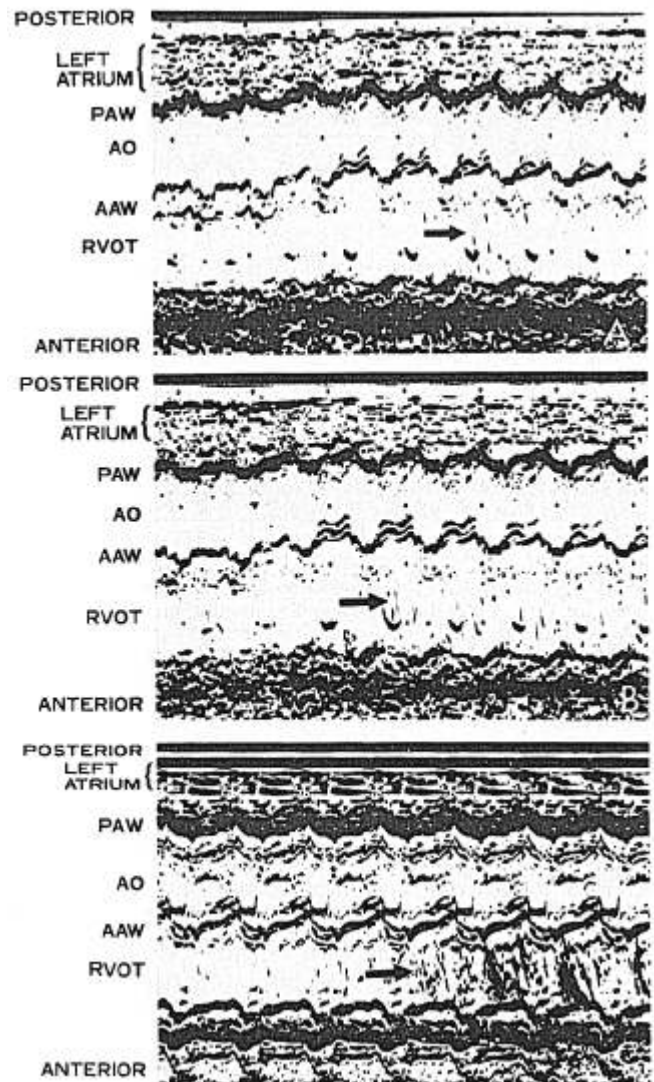 POSTERIOR
LEFT
ATRIUM
PAW
AO
AAW
RVOT
ANTERIOR
A
POSTERIOR
LEFT
ATRIUM
PAW
AO
AAW
RVOT
ANTERIOR
B
POSTERIOR
LEFT
ATRIUM
PAW
AO
AAW
RVOT
ANTERIOR